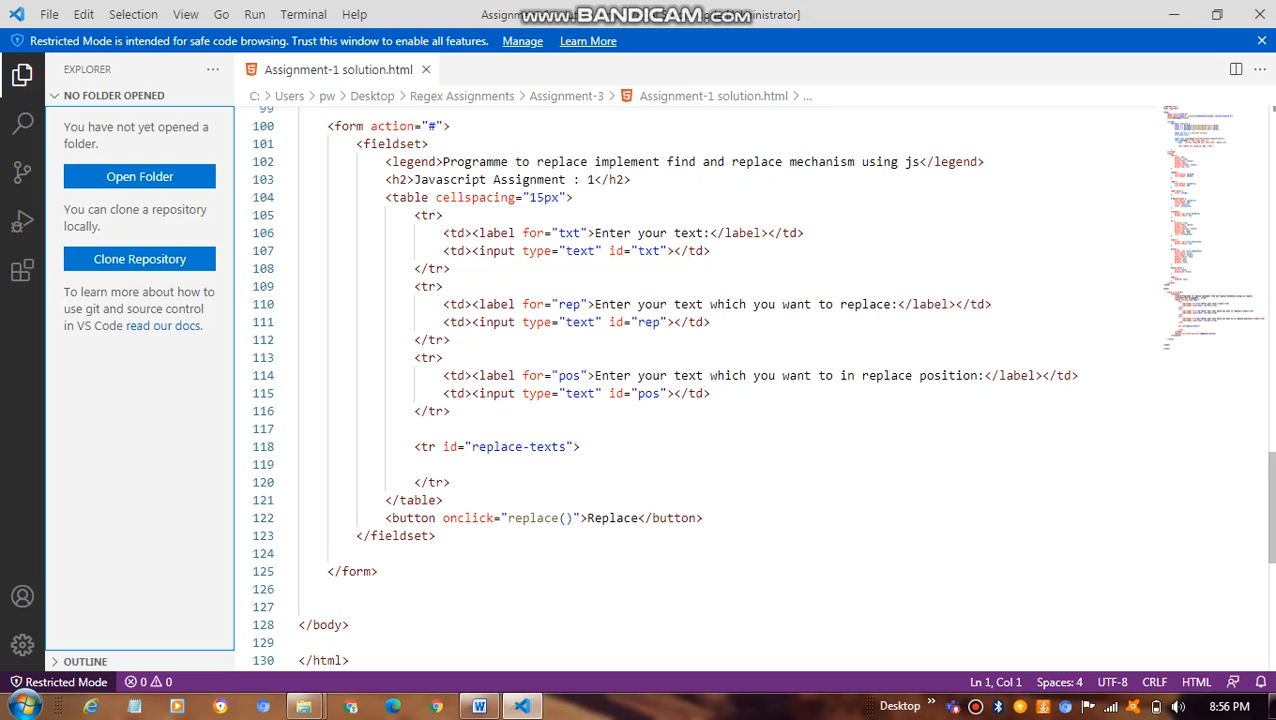 File Edit Selection View Go Run Terminal Help Assignment-
www.BANDICAM.com
Restricted Mode is intended for safe code browsing. Trust this window to enable all features. Manage Learn More
EXPLORER
Assignment-1 solution.html
NO FOLDER OPENED
C: > Users > pw > Desktop > Regex Assignments > Assignment-3 > Assignment-1 solution.html > ...
You have not yet opened a
folder.
Open Folder
You can clone a repository
locally.
Clone Repository
To learn more about how to
use git and source control
in VS Code read our docs.
99
100 <form action="#">
101 <fieldset>
102 <legend>Programme to replace implement find and replace mechanism using js</legend>
103 <h2>Javascript assignment : 1</h2>
104 <table cellspacing="15px">
105 <tr>
106 <td><label for="txt">Enter your text:</label></td>
107 <td><input type="text" id="txt"></td>
108 </tr>
109 <tr>
110 <td><label for="rep">Enter your text which you want to replace:</label></td>
111 <td><input type="text" id="rep"></td>
112 </tr>
113 <tr>
114 <td><label for="pos">Enter your text which you want to in replace position:</label></td>
115 <td><input type="text" id="pos"></td>
116 </tr>
117
118 <tr id="replace-texts">
119
120 </tr>
121 </table>
122 <button onclick="replace()">Replace</button>
123 </fieldset>
124
125 </form>
126
127
128 </body>
129
130 </html>
OUTLINE
Restricted Mode 0 0 Ln 1, Col 1 Spaces: 4 UTF-8 CRLF HTML
Desktop » 8:56 PM